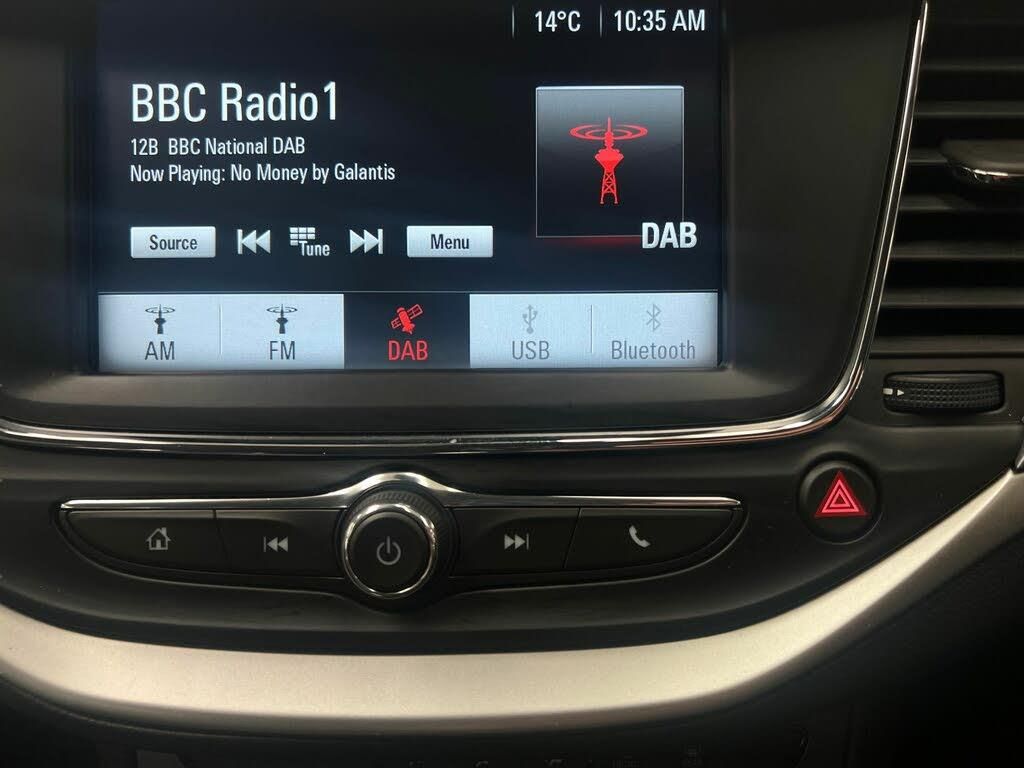 14°C 10:35 AM
BBC Radio1
12B BBC National DAB
Now Playing: No Money by Galantis
Source Tune Menu
DAB
AM FM DAB USB Bluetooth